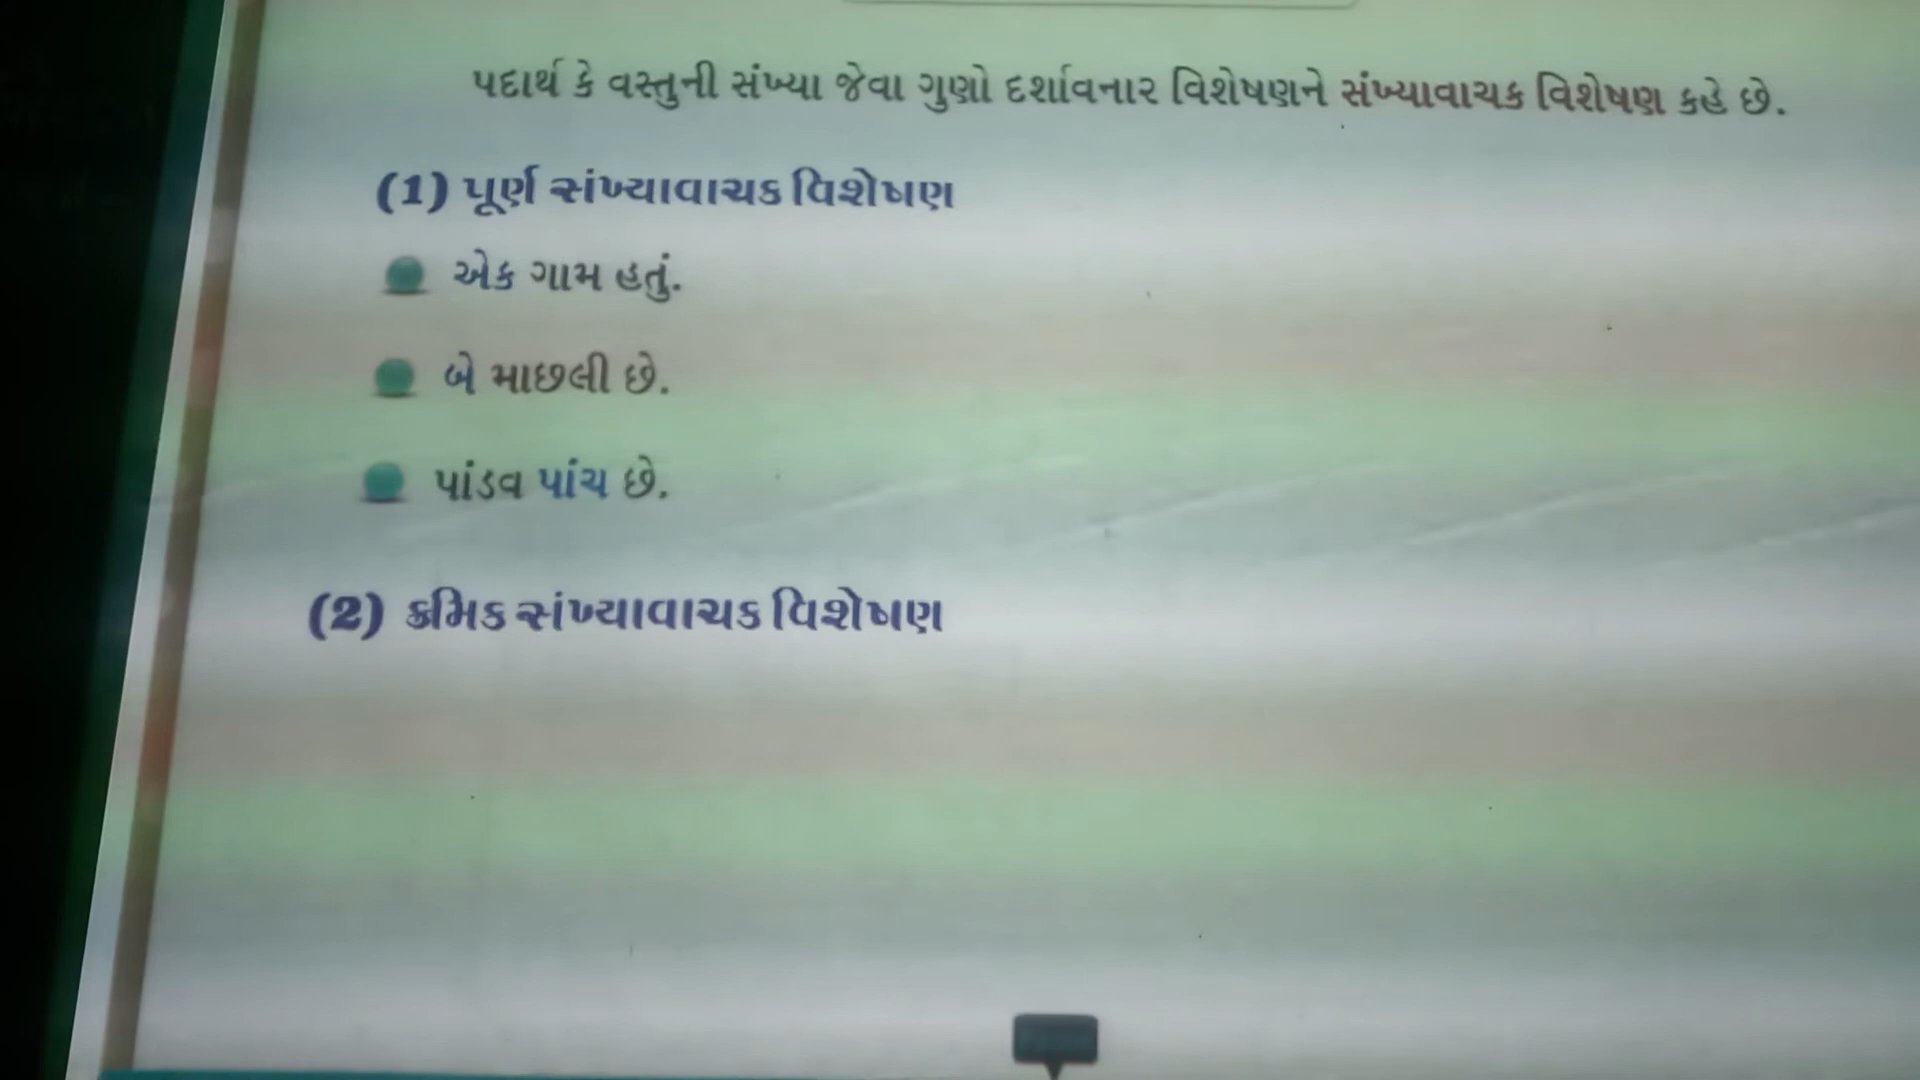 પદાર્થ કે વસ્તુની સંખ્યા જેવા ગુણો દર્શાવનાર વિશેષણને સંખ્યાવાચક વિશેષણ કહે છે.
(1) પૂર્ણ સંખ્યાવાચક વિશેષણ
એક ગામ હતું.
બે માછલી છે.
પાંડવ પાંચ છે.
(2) ક્રમિક સંખ્યાવાચક વિશેષણ